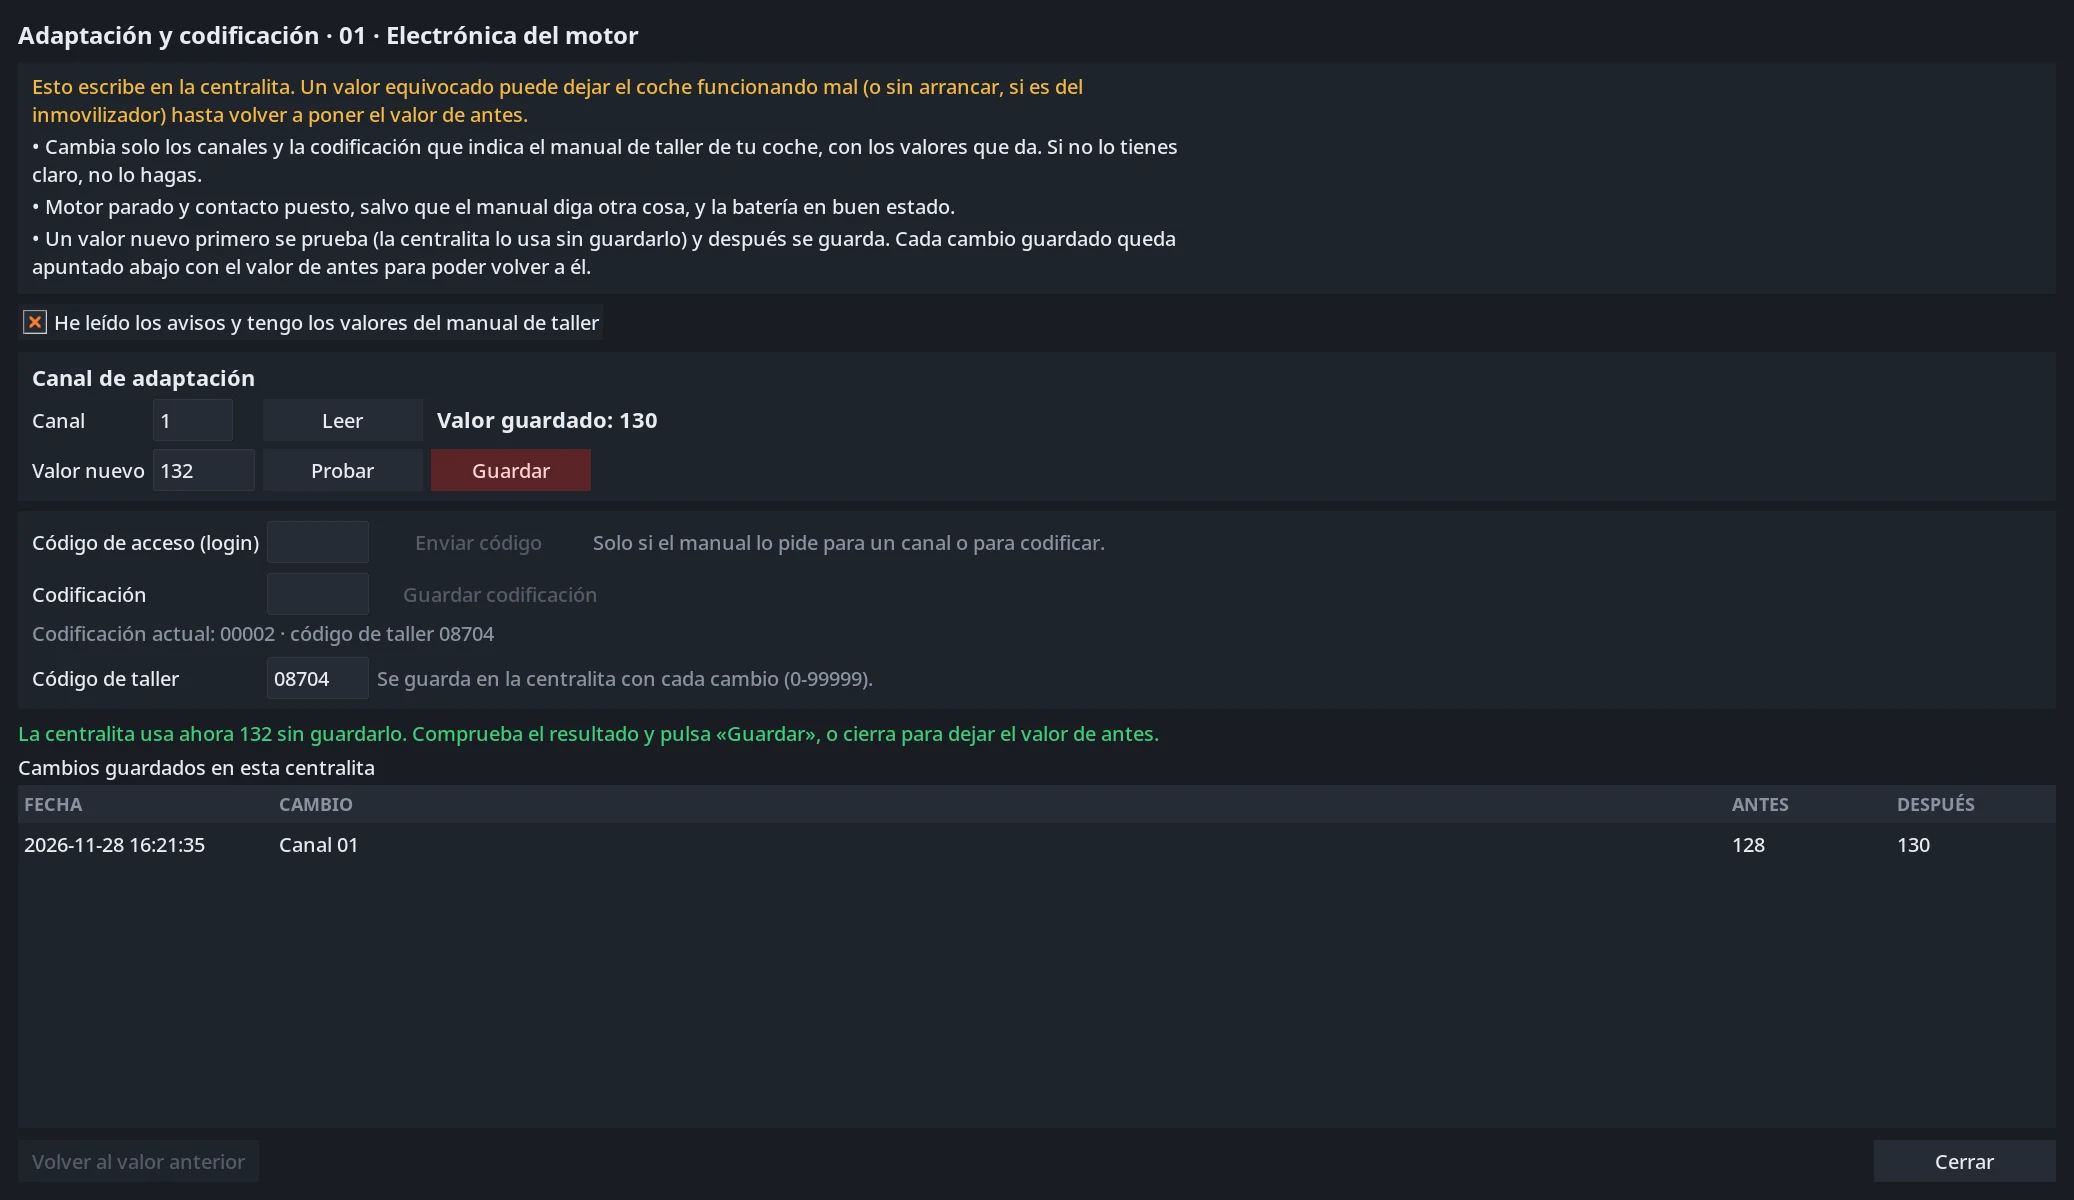 Adaptación y codificación · 01 · Electrónica del motor
Esto escribe en la centralita. Un valor equivocado puede dejar el coche funcionando mal (o sin arrancar, si es del
inmovilizador) hasta volver a poner el valor de antes.
• Cambia solo los canales y la codificación que indica el manual de taller de tu coche, con los valores que da. Si no lo tienes
claro, no lo hagas.
• Motor parado y contacto puesto, salvo que el manual diga otra cosa, y la batería en buen estado.
• Un valor nuevo primero se prueba (la centralita lo usa sin guardarlo) y después se guarda. Cada cambio guardado queda
apuntado abajo con el valor de antes para poder volver a él.
He leído los avisos y tengo los valores del manual de taller
Canal de adaptación
Canal 1 Leer Valor guardado: 130
Valor nuevo 132 Probar Guardar
Código de acceso (login) Enviar código Solo si el manual lo pide para un canal o para codificar.
Codificación Guardar codificación
Codificación actual: 00002 · código de taller 08704
Código de taller 08704 Se guarda en la centralita con cada cambio (0-99999).
La centralita usa ahora 132 sin guardarlo. Comprueba el resultado y pulsa «Guardar», o cierra para dejar el valor de antes.
Cambios guardados en esta centralita
FECHA CAMBIO ANTES DESPUÉS
2026-11-28 16:21:35 Canal 01 128 130
Volver al valor anterior Cerrar